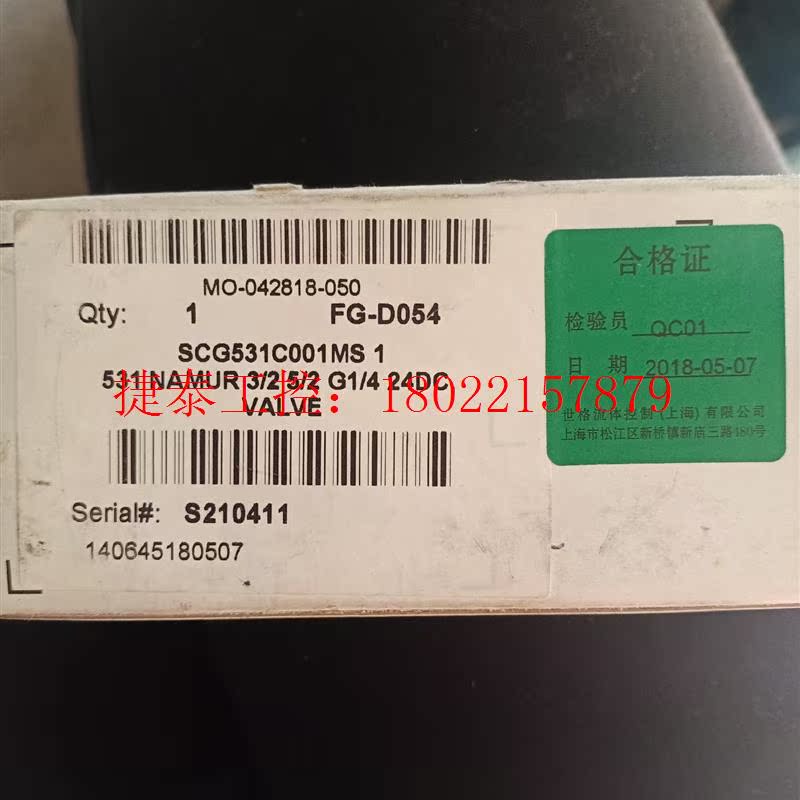 MO-042818-050
Qty: 1 FG-D054
SCG531C001MS 1
531 NAMUR 3/2 5/2 G1/4 24DC
VALVE
捷泰工控：18022157879
Serial#: S210411
140645180507
合格证
检验员 QC01
日 期 2018-05-07
世格流体控制(上海)有限公司
上海市松江区新桥镇新庙三路480号